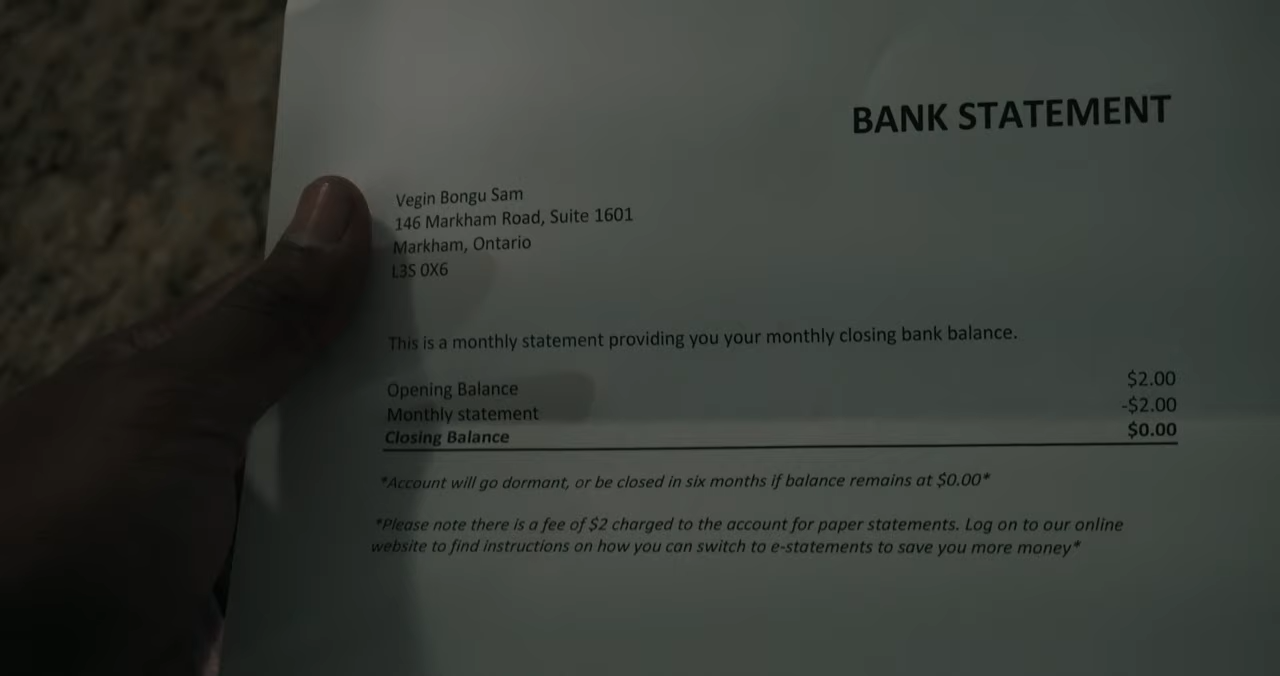 BANK STATEMENT
Vegin Bongu Sam
146 Markham Road, Suite 1601
Markham, Ontario
L3S 0X6
This is a monthly statement providing you your monthly closing bank balance.
Opening Balance $2.00
Monthly statement -$2.00
Closing Balance $0.00
*Account will go dormant, or be closed in six months if balance remains at $0.00*
*Please note there is a fee of $2 charged to the account for paper statements. Log on to our online
website to find instructions on how you can switch to e-statements to save you more money*